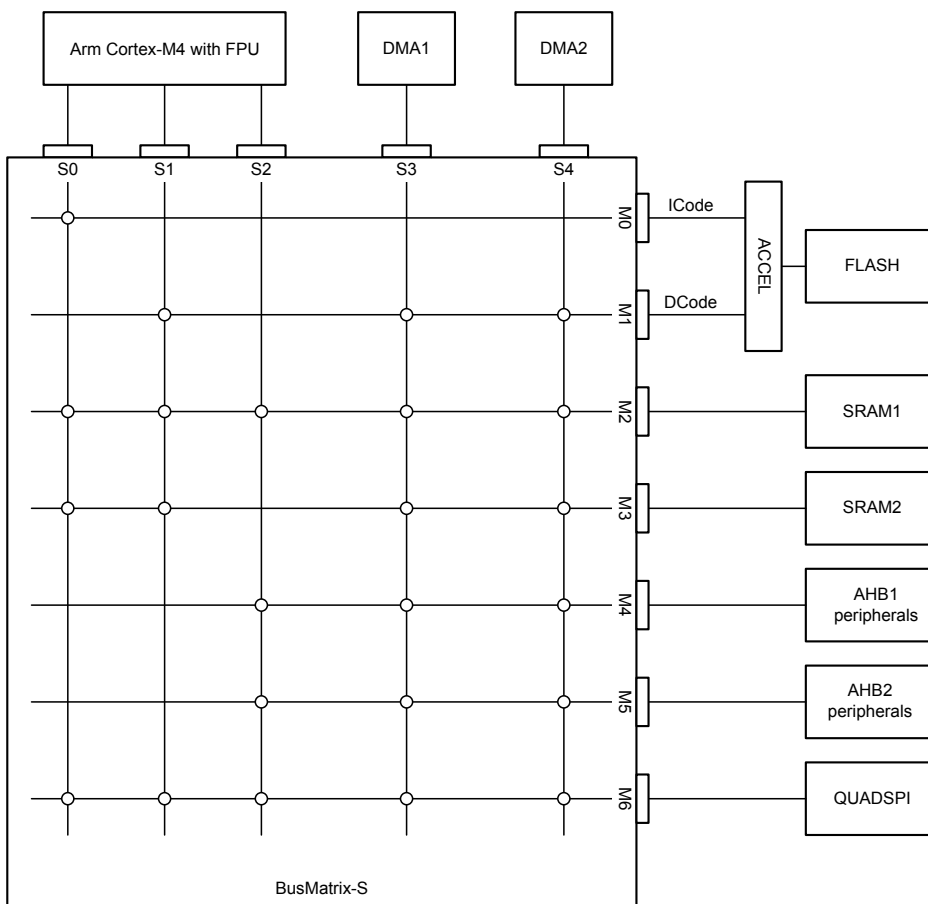 Arm Cortex-M4 with FPU
DMA1
DMA2
S0
S1
S2
S3
S4
M0
ICode
ACCEL
FLASH
M1
DCode
M2
SRAM1
M3
SRAM2
M4
AHB1
peripherals
M5
AHB2
peripherals
M6
QUADSPI
BusMatrix-S